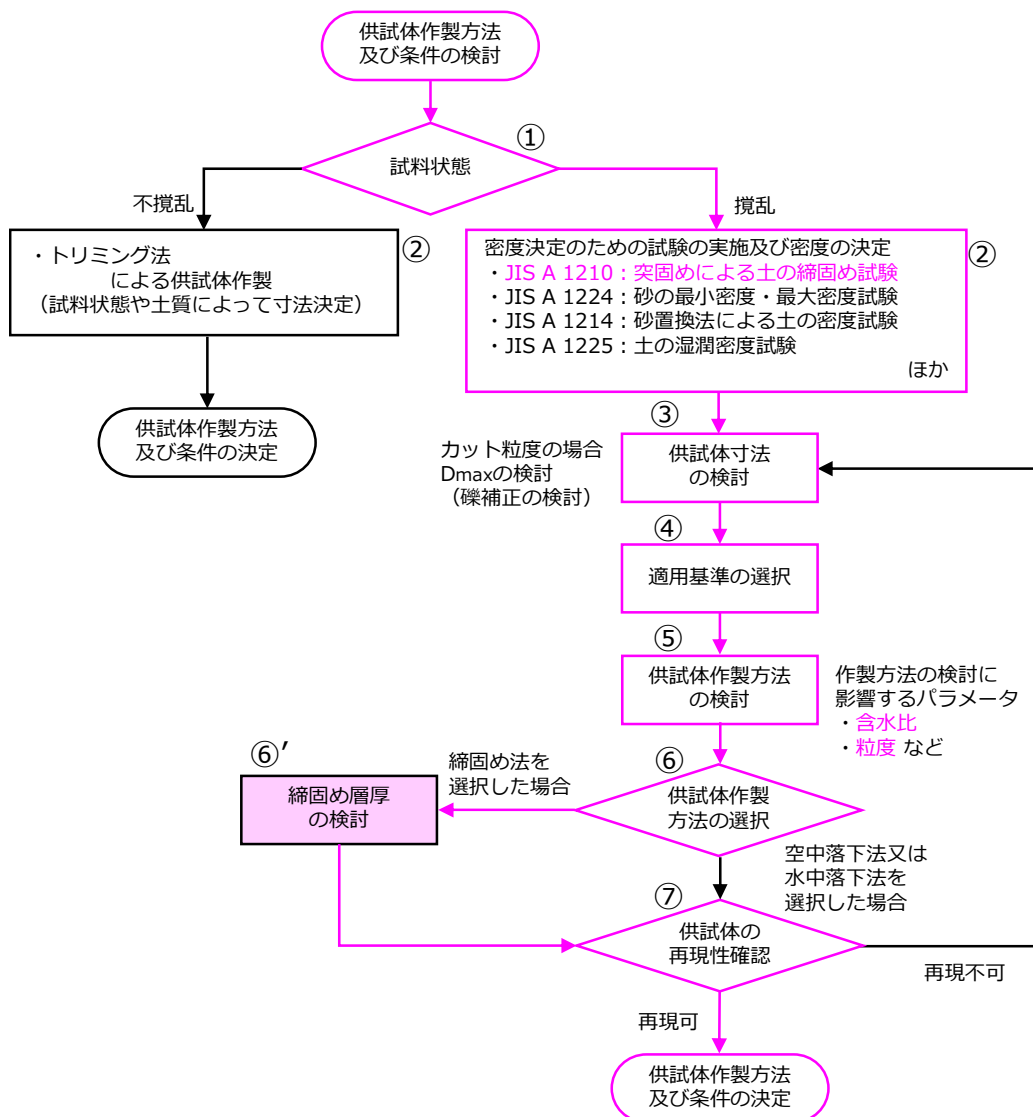 供試体作製方法
及び条件の検討
①
試料状態
不撹乱
撹乱
②
・トリミング法
による供試体作製
(試料状態や土質によって寸法決定)
供試体作製方法
及び条件の決定
②
密度決定のための試験の実施及び密度の決定
・JIS A 1210：突固めによる土の締固め試験
・JIS A 1224：砂の最小密度・最大密度試験
・JIS A 1214：砂置換法による土の密度試験
・JIS A 1225：土の湿潤密度試験
ほか
③
カット粒度の場合
Dmaxの検討
（礫補正の検討）
供試体寸法
の検討
④
適用基準の選択
⑤
供試体作製方法
の検討
作製方法の検討に
影響するパラメータ
・含水比
・粒度 など
⑥
供試体作製
方法の選択
締固め法を
選択した場合
⑥′
締固め層厚
の検討
空中落下法又は
水中落下法を
選択した場合
⑦
供試体の
再現性確認
再現不可
再現可
供試体作製方法
及び条件の決定